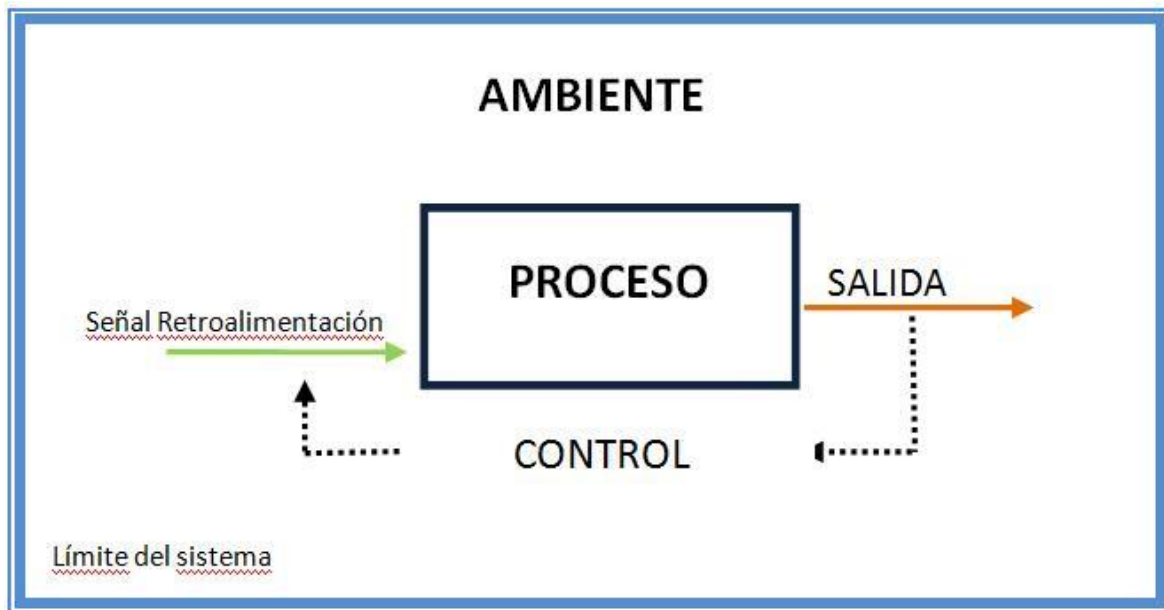 AMBIENTE
PROCESO
SALIDA
Señal Retroalimentación
CONTROL
Límite del sistema